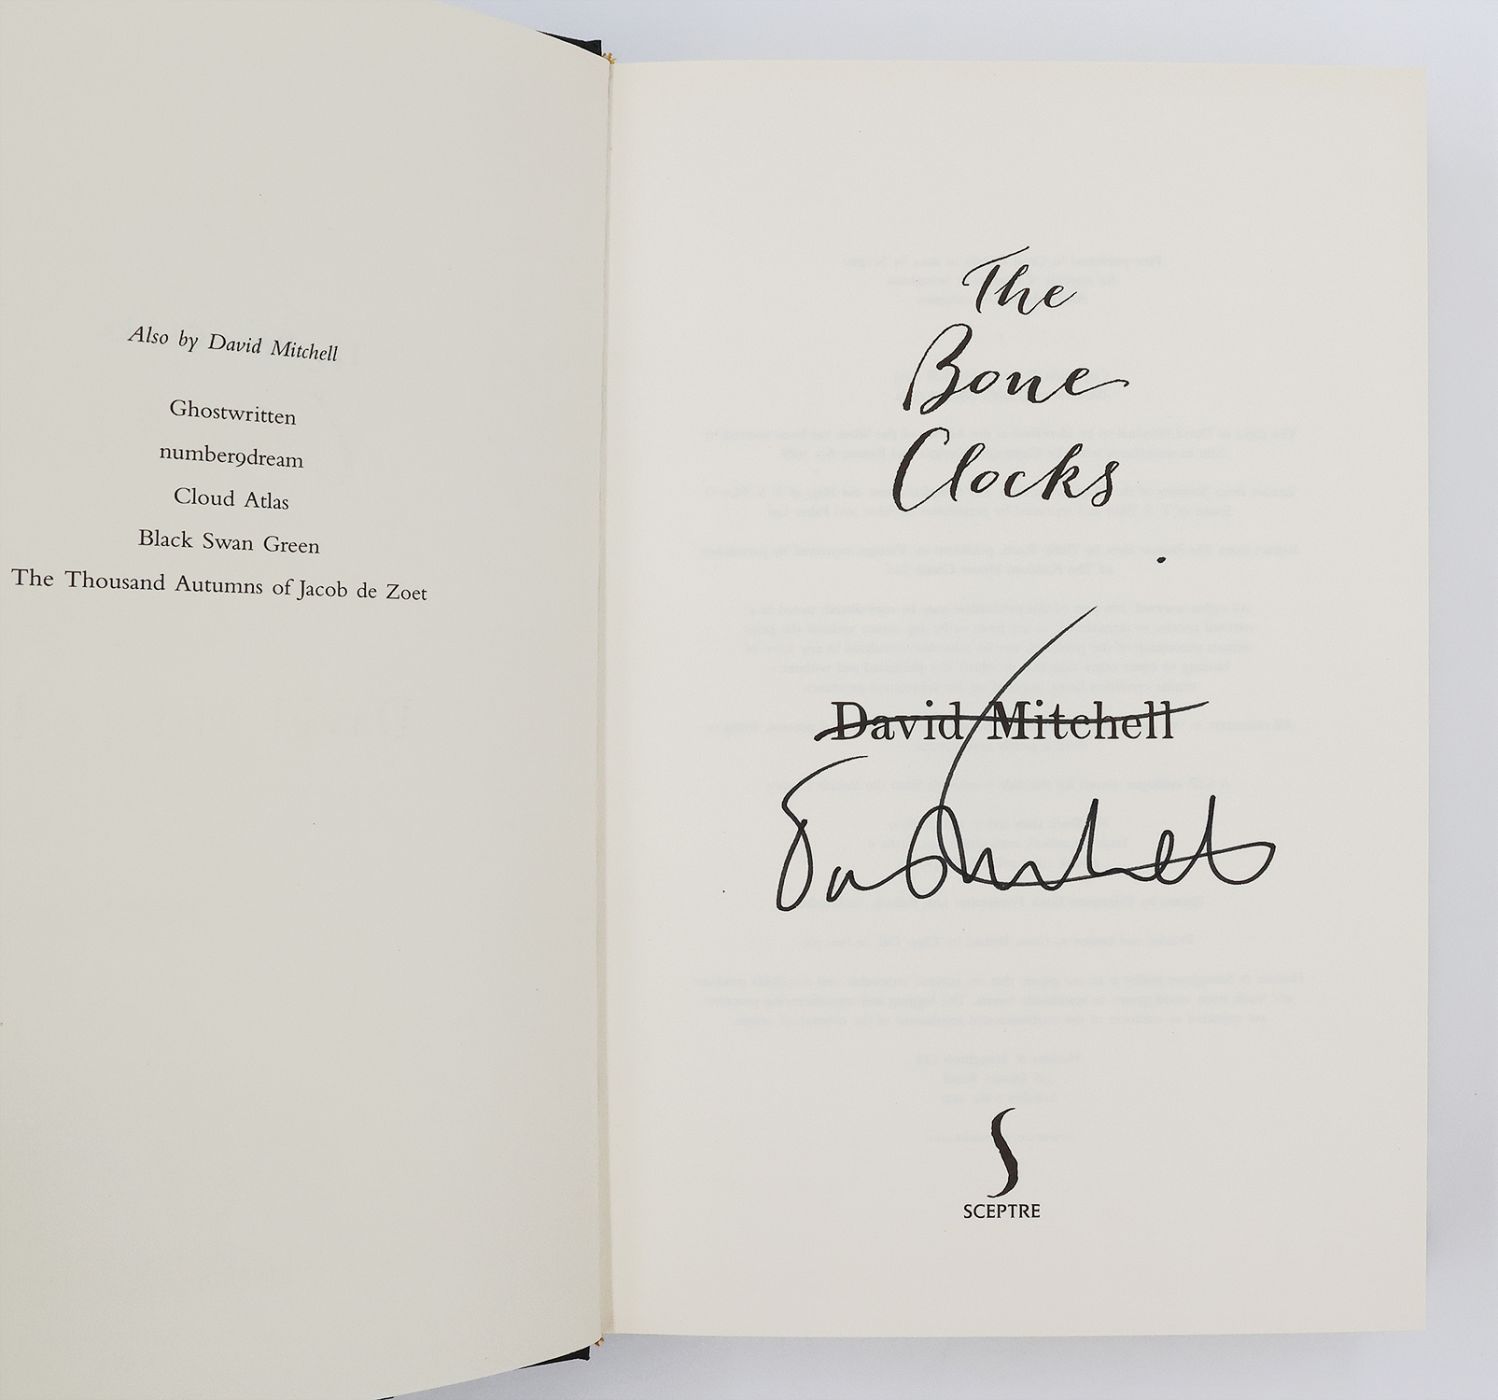 Also by David Mitchell
Ghostwritten
number9dream
Cloud Atlas
Black Swan Green
The Thousand Autumns of Jacob de Zoet
The
Bone
Clocks
David Mitchell
SCEPTRE